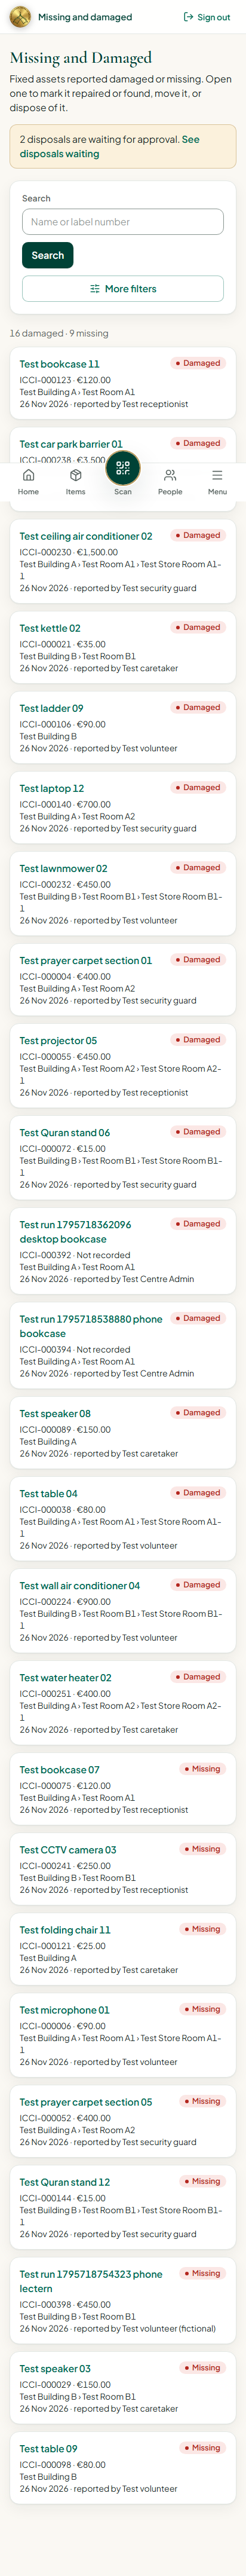 Missing and damaged
Sign out
Missing and Damaged
Fixed assets reported damaged or missing. Open
one to mark it repaired or found, move it, or
dispose of it.
2 disposals are waiting for approval. See
disposals waiting
Search
Name or label number
Search
More filters
16 damaged · 9 missing
Test bookcase 11
Damaged
ICCI-000123 · €120.00
Test Building A › Test Room A1
26 Nov 2026 · reported by Test receptionist
Test car park barrier 01
Damaged
ICCI-000238 · €3,500
Home
Items
Scan
People
Menu
Test ceiling air conditioner 02
Damaged
ICCI-000230 · €1,500.00
Test Building A › Test Room A1 › Test Store Room A1-
1
26 Nov 2026 · reported by Test security guard
Test kettle 02
Damaged
ICCI-000021 · €35.00
Test Building B › Test Room B1
26 Nov 2026 · reported by Test caretaker
Test ladder 09
Damaged
ICCI-000106 · €90.00
Test Building B
26 Nov 2026 · reported by Test volunteer
Test laptop 12
Damaged
ICCI-000140 · €700.00
Test Building A › Test Room A2
26 Nov 2026 · reported by Test security guard
Test lawnmower 02
Damaged
ICCI-000232 · €450.00
Test Building B › Test Room B1 › Test Store Room B1-
1
26 Nov 2026 · reported by Test volunteer
Test prayer carpet section 01
Damaged
ICCI-000004 · €400.00
Test Building A › Test Room A2
26 Nov 2026 · reported by Test security guard
Test projector 05
Damaged
ICCI-000055 · €450.00
Test Building A › Test Room A2 › Test Store Room A2-
1
26 Nov 2026 · reported by Test receptionist
Test Quran stand 06
Damaged
ICCI-000072 · €15.00
Test Building B › Test Room B1 › Test Store Room B1-
1
26 Nov 2026 · reported by Test security guard
Test run 1795718362096
desktop bookcase
Damaged
ICCI-000392 · Not recorded
Test Building A › Test Room A1
26 Nov 2026 · reported by Test Centre Admin
Test run 1795718538880 phone
bookcase
Damaged
ICCI-000394 · Not recorded
Test Building A › Test Room A1
26 Nov 2026 · reported by Test Centre Admin
Test speaker 08
Damaged
ICCI-000089 · €150.00
Test Building A
26 Nov 2026 · reported by Test caretaker
Test table 04
Damaged
ICCI-000038 · €80.00
Test Building A › Test Room A1 › Test Store Room A1-
1
26 Nov 2026 · reported by Test volunteer
Test wall air conditioner 04
Damaged
ICCI-000224 · €900.00
Test Building B › Test Room B1 › Test Store Room B1-
1
26 Nov 2026 · reported by Test volunteer
Test water heater 02
Damaged
ICCI-000251 · €400.00
Test Building A › Test Room A2 › Test Store Room A2-
1
26 Nov 2026 · reported by Test caretaker
Test bookcase 07
Missing
ICCI-000075 · €120.00
Test Building A › Test Room A1
26 Nov 2026 · reported by Test receptionist
Test CCTV camera 03
Missing
ICCI-000241 · €250.00
Test Building B › Test Room B1
26 Nov 2026 · reported by Test receptionist
Test folding chair 11
Missing
ICCI-000121 · €25.00
Test Building A
26 Nov 2026 · reported by Test caretaker
Test microphone 01
Missing
ICCI-000006 · €90.00
Test Building A › Test Room A1 › Test Store Room A1-
1
26 Nov 2026 · reported by Test volunteer
Test prayer carpet section 05
Missing
ICCI-000052 · €400.00
Test Building A › Test Room A2
26 Nov 2026 · reported by Test security guard
Test Quran stand 12
Missing
ICCI-000144 · €15.00
Test Building B › Test Room B1 › Test Store Room B1-
1
26 Nov 2026 · reported by Test security guard
Test run 1795718754323 phone
lectern
Missing
ICCI-000398 · €450.00
Test Building B › Test Room B1
26 Nov 2026 · reported by Test volunteer (fictional)
Test speaker 03
Missing
ICCI-000029 · €150.00
Test Building B › Test Room B1
26 Nov 2026 · reported by Test caretaker
Test table 09
Missing
ICCI-000098 · €80.00
Test Building B
26 Nov 2026 · reported by Test volunteer